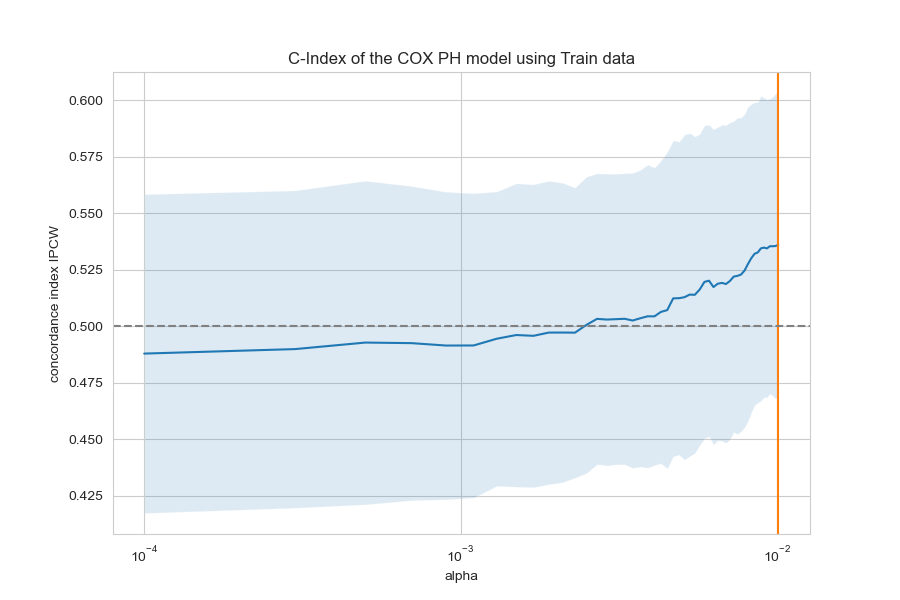 C-Index of the COX PH model using Train data
concordance index IPCW
0.600
0.575
0.550
0.525
0.500
0.475
0.450
0.425
10⁻⁴ 10⁻³ 10⁻²
alpha